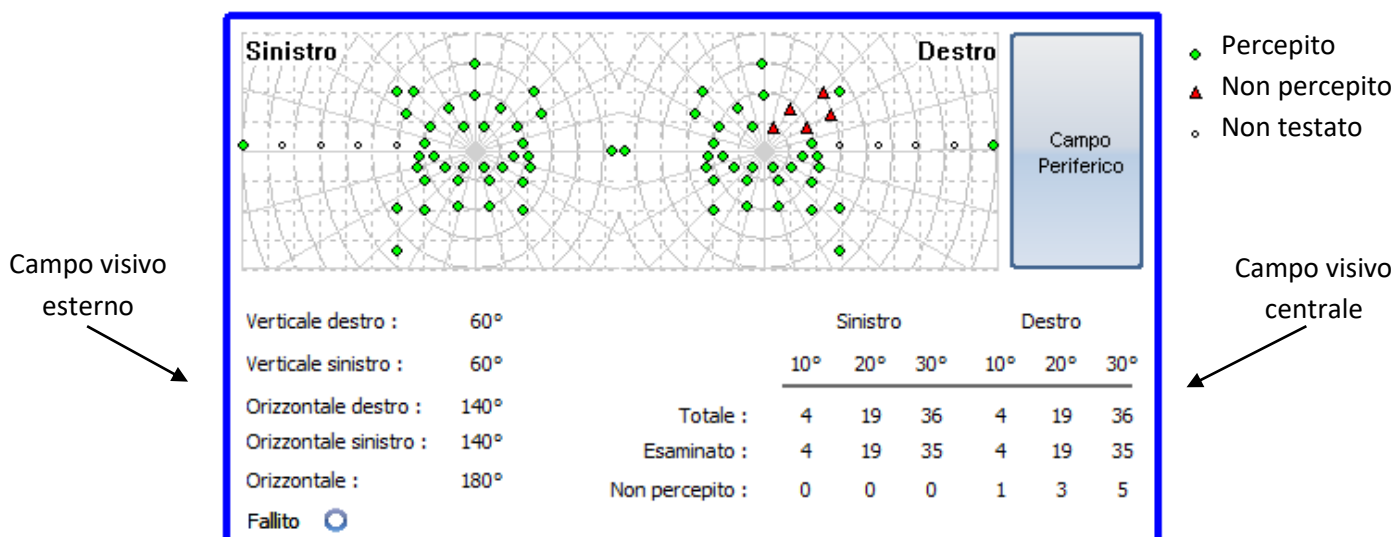 Sinistro
Destro
Campo
Periferico
Percepito
Non percepito
Non testato
Campo visivo
esterno
Campo visivo
centrale
Verticale destro : 60°
Verticale sinistro : 60°
Orizzontale destro : 140°
Orizzontale sinistro : 140°
Orizzontale : 180°
Fallito
Sinistro Destro
10° 20° 30° 10° 20° 30°
Totale : 4 19 36 4 19 36
Esaminato : 4 19 35 4 19 35
Non percepito : 0 0 0 1 3 5